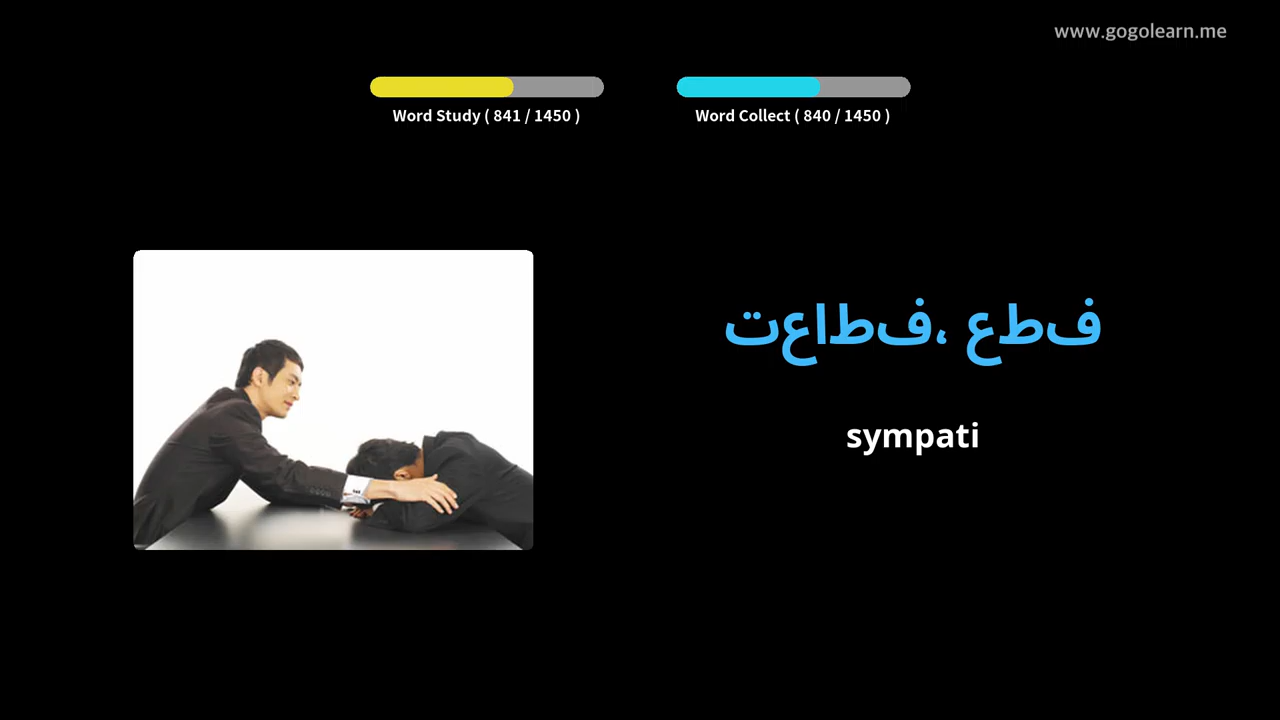 www.gogolearn.me
Word Study ( 841 / 1450 )
Word Collect ( 840 / 1450 )
تعاطف، عطف
sympati